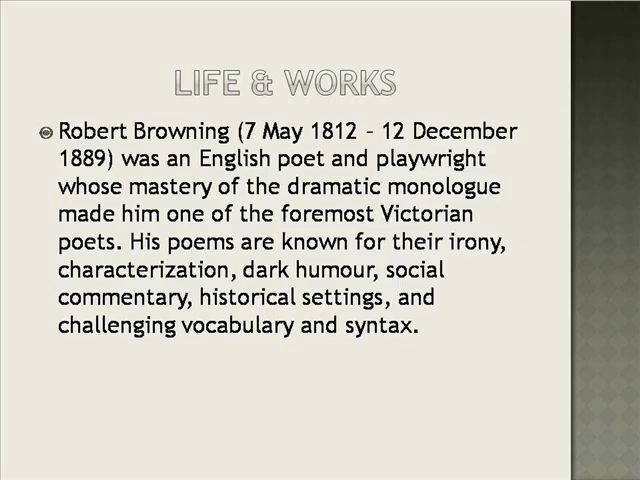 LIFE & WORKS
Robert Browning (7 May 1812 – 12 December
1889) was an English poet and playwright
whose mastery of the dramatic monologue
made him one of the foremost Victorian
poets. His poems are known for their irony,
characterization, dark humour, social
commentary, historical settings, and
challenging vocabulary and syntax.